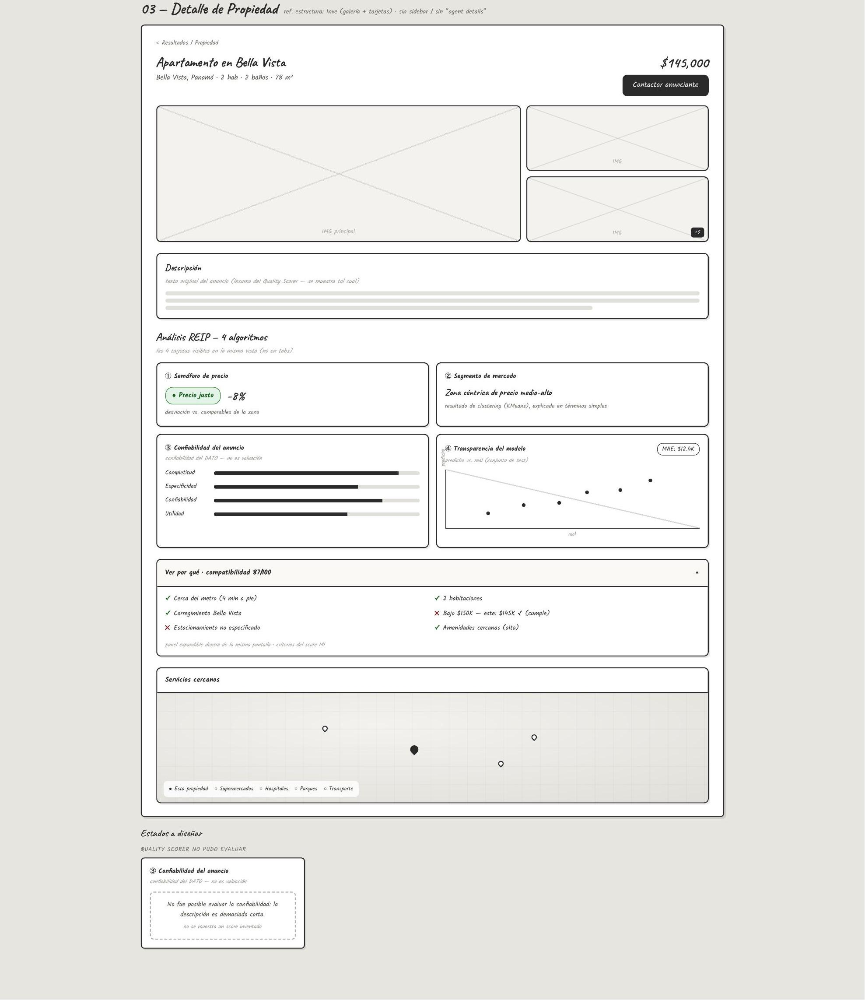 03 — Detalle de Propiedad ref. estructura: Inve (galería + tarjetas) · sin sidebar / sin “agent details”
< Resultados / Propiedad
Apartamento en Bella Vista
$145,000
Bella Vista, Panamá · 2 hab · 2 baños · 78 m²
Contactar anunciante
IMG principal
IMG
IMG
+5
Descripción
texto original del anuncio (insumo del Quality Scorer — se muestra tal cual)
Análisis REIP — 4 algoritmos
las 4 tarjetas visibles en la misma vista (no en tabs)
① Semáforo de precio
● Precio justo −8%
desviación vs. comparables de la zona
② Segmento de mercado
Zona céntrica de precio medio-alto
resultado de clustering (KMeans), explicado en términos simples
③ Confiabilidad del anuncio
confiabilidad del DATO — no es valuación
Completitud
Especificidad
Confiabilidad
Utilidad
④ Transparencia del modelo
MAE: $12.4K
predicho vs. real (conjunto de test)
predicho
real
Ver por qué · compatibilidad 87/100 ▲
✓ Cerca del metro (4 min a pie)
✓ 2 habitaciones
✓ Corregimiento Bella Vista
✕ Bajo $150K — este: $145K ✓ (cumple)
✕ Estacionamiento no especificado
✓ Amenidades cercanas (alta)
panel expandible dentro de la misma pantalla · criterios del score M1
Servicios cercanos
● Esta propiedad ○ Supermercados ○ Hospitales ○ Parques ○ Transporte
Estados a diseñar
QUALITY SCORER NO PUDO EVALUAR
③ Confiabilidad del anuncio
confiabilidad del DATO — no es valuación
No fue posible evaluar la confiabilidad: la
descripción es demasiado corta.
no se muestra un score inventado